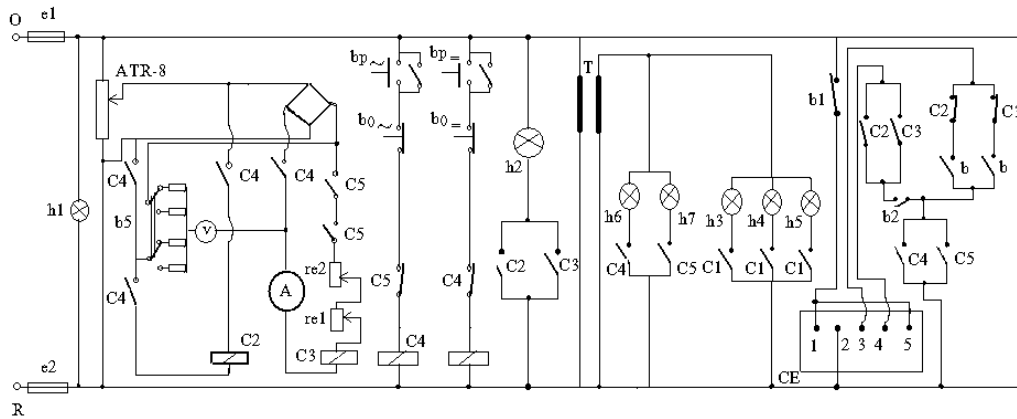 O e1
ATR-8
bp ~
bp =
T
b1
C2 C3
C2 C3
b0 ~
b0 =
h2
C4 C4 C4
C5
b b
b5
h1
V
h6 h7 h3 h4 h5
b2
C5
C4 C5
C4 C5 C1 C1 C1
C2 C3
C4
re2
A
C5
re1
C2 C3 C4
1 2 3 4 5
CE
e2
R